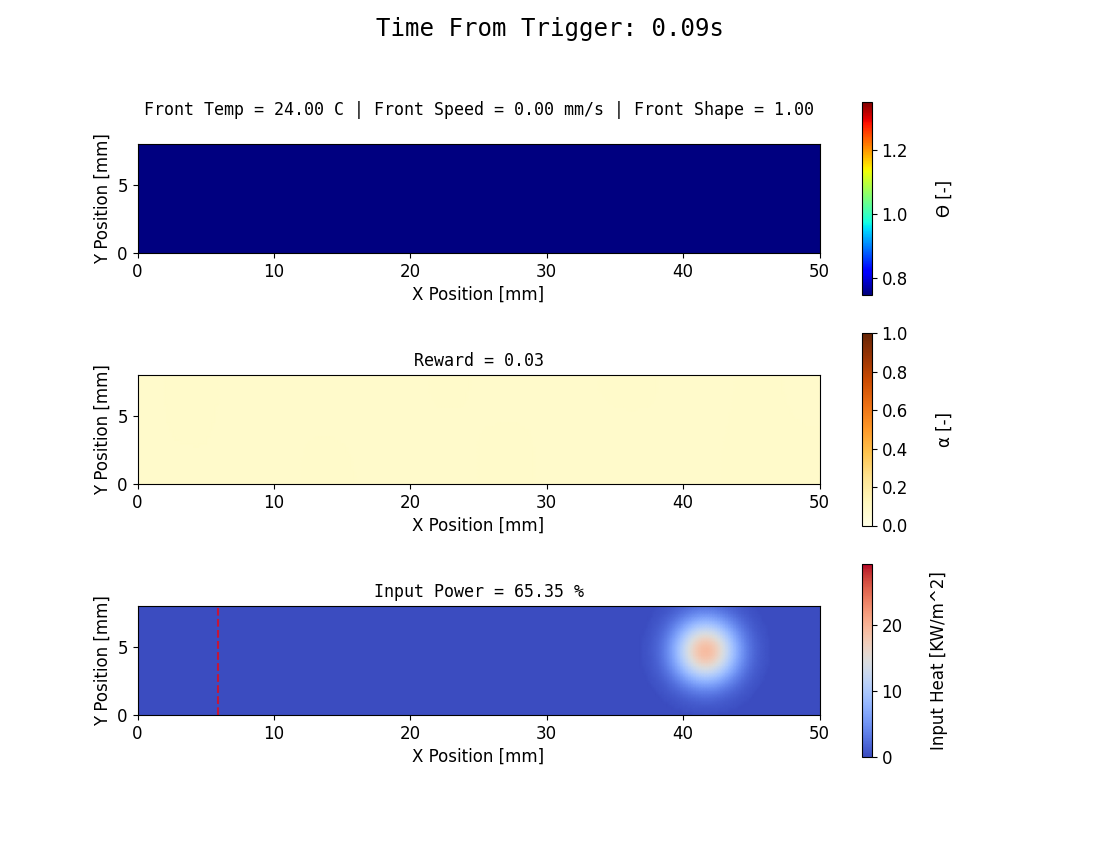 Time From Trigger: 0.09s
Front Temp = 24.00 C | Front Speed = 0.00 mm/s | Front Shape = 1.00
Y Position [mm]
5
0
0 10 20 30 40 50
X Position [mm]
1.2
1.0
0.8
Θ [-]
Reward = 0.03
Y Position [mm]
5
0
0 10 20 30 40 50
X Position [mm]
1.0
0.8
0.6
0.4
0.2
0.0
α [-]
Input Power = 65.35 %
Y Position [mm]
5
0
0 10 20 30 40 50
X Position [mm]
20
10
0
Input Heat [KW/m^2]